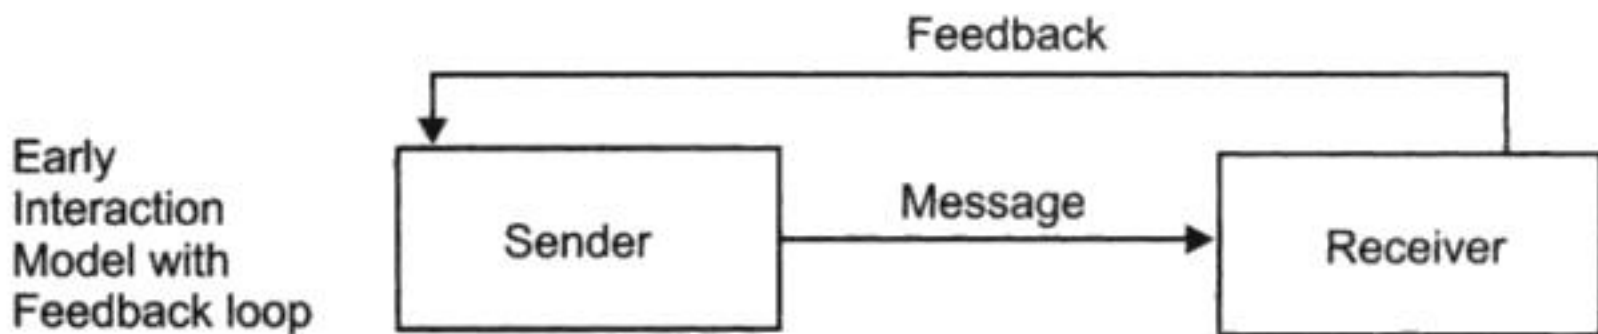 Feedback
Early
Interaction
Model with
Feedback loop
Sender
Message
Receiver